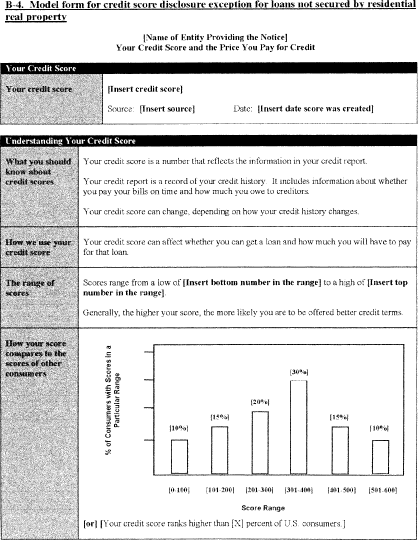 B-4. Model form for credit score disclosure exception for loans not secured by residential
real property
[Name of Entity Providing the Notice]
Your Credit Score and the Price You Pay for Credit
Your Credit Score
Your credit score
[Insert credit score]
Source: [Insert source] Date: [Insert date score was created]
Understanding Your Credit Score
What you should
know about
credit scores
Your credit score is a number that reflects the information in your credit report.
Your credit report is a record of your credit history. It includes information about whether
you pay your bills on time and how much you owe to creditors.
Your credit score can change, depending on how your credit history changes.
How we use your
credit score
Your credit score can affect whether you can get a loan and how much you will have to pay
for that loan.
The range of
scores
Scores range from a low of [Insert bottom number in the range] to a high of [Insert top
number in the range].
Generally, the higher your score, the more likely you are to be offered better credit terms.
How your score
compares to the
scores of other
consumers
% of Consumers with Scores in a
Particular Range
[10%] [15%] [20%] [30%] [15%] [10%]
[0-100] [101-200] [201-300] [301-400] [401-500] [501-600]
Score Range
[or] [Your credit score ranks higher than [X] percent of U.S. consumers.]